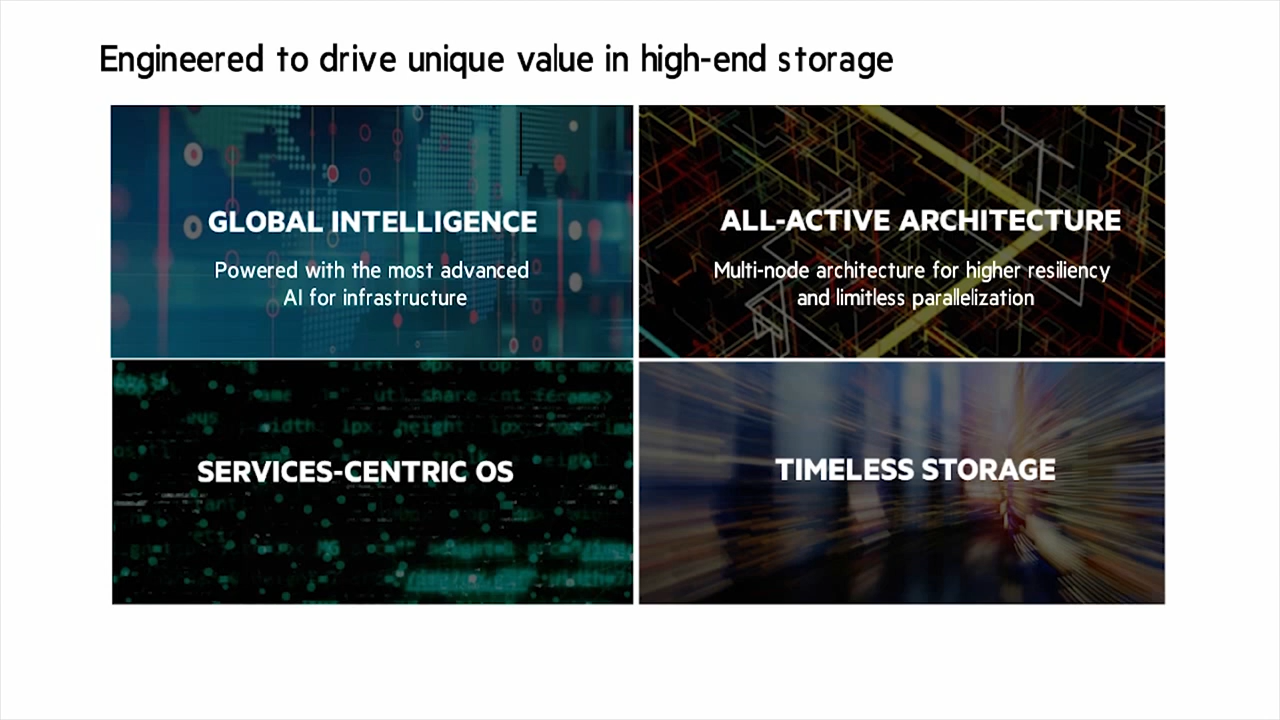 Engineered to drive unique value in high-end storage
GLOBAL INTELLIGENCE
Powered with the most advanced
AI for infrastructure
ALL-ACTIVE ARCHITECTURE
Multi-node architecture for higher resiliency
and limitless parallelization
SERVICES-CENTRIC OS
TIMELESS STORAGE